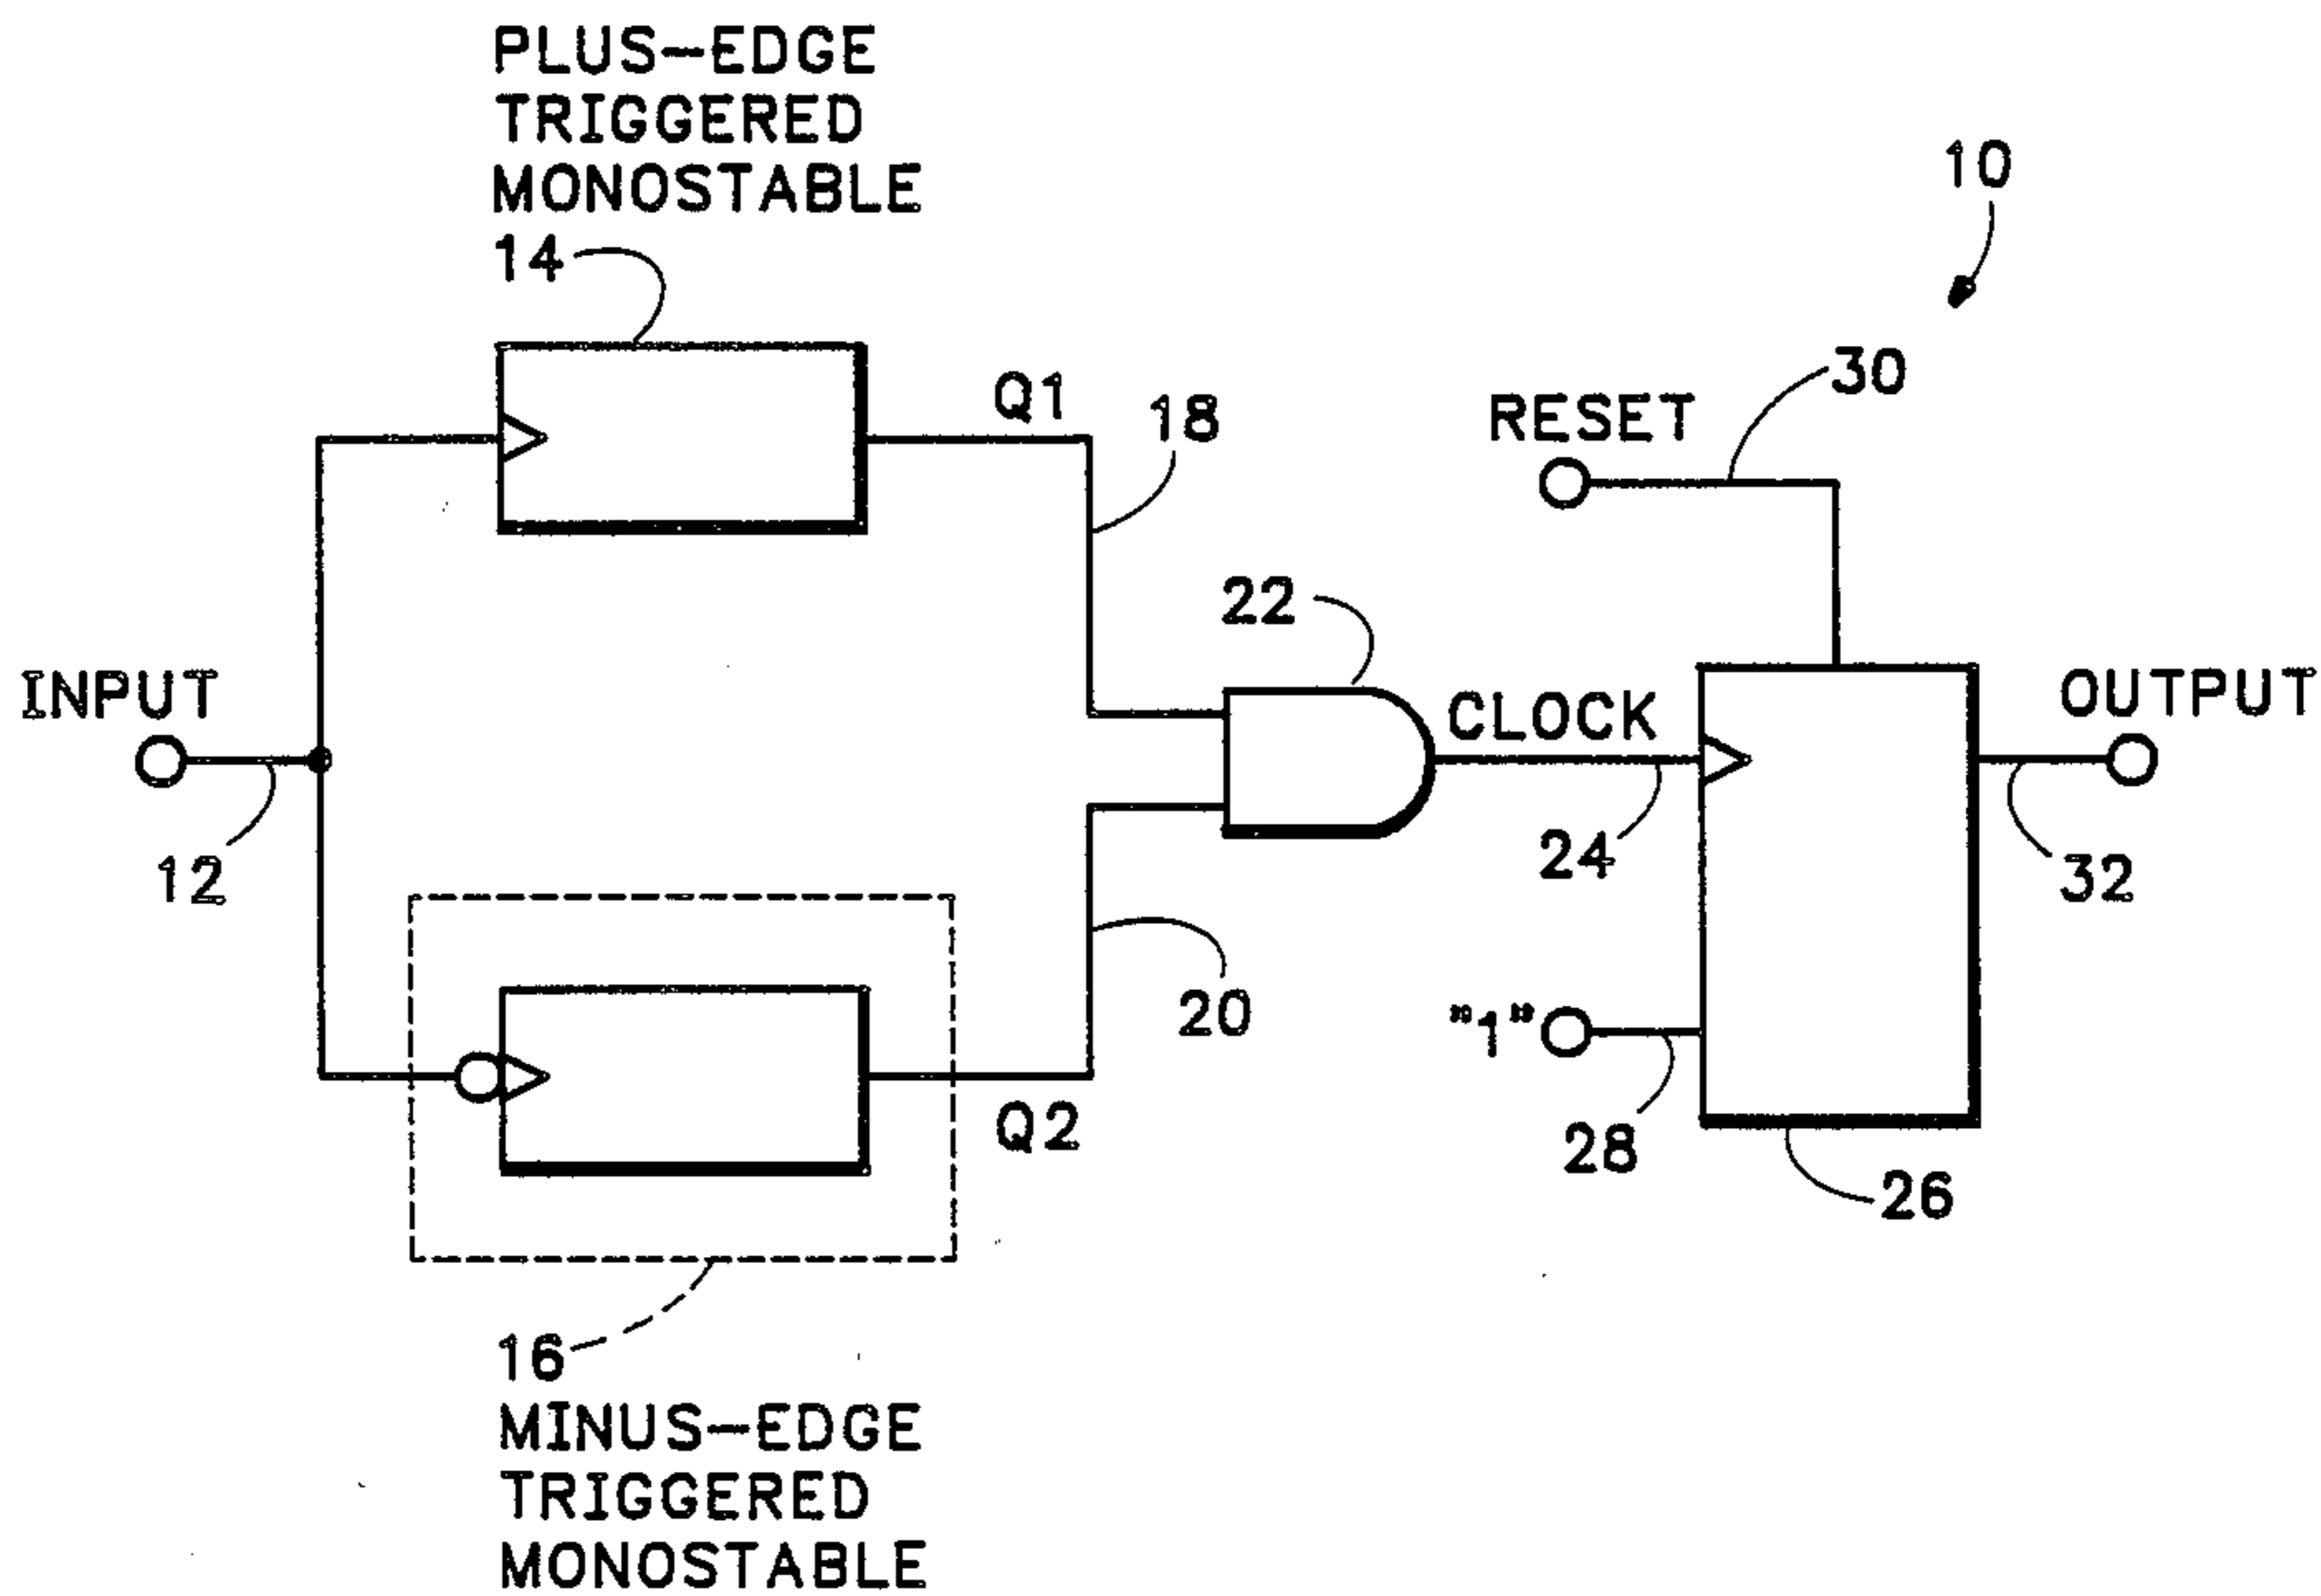 PLUS-EDGE
TRIGGERED
MONOSTABLE
14
10
Q1
18
RESET
30
22
INPUT
CLOCK
OUTPUT
12
24
32
20
"1"
Q2
28
26
16
MINUS-EDGE
TRIGGERED
MONOSTABLE